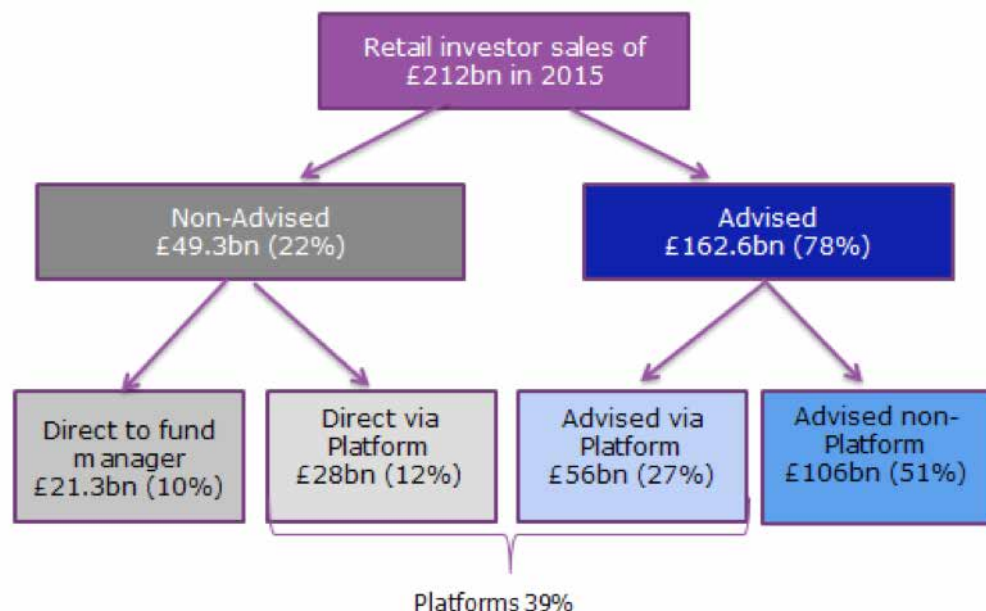 Retail investor sales of
£212bn in 2015
Non-Advised
£49.3bn (22%)
Advised
£162.6bn (78%)
Direct to fund
manager
£21.3bn (10%)
Direct via
Platform
£28bn (12%)
Advised via
Platform
£56bn (27%)
Advised non-
Platform
£106bn (51%)
Platforms 39%